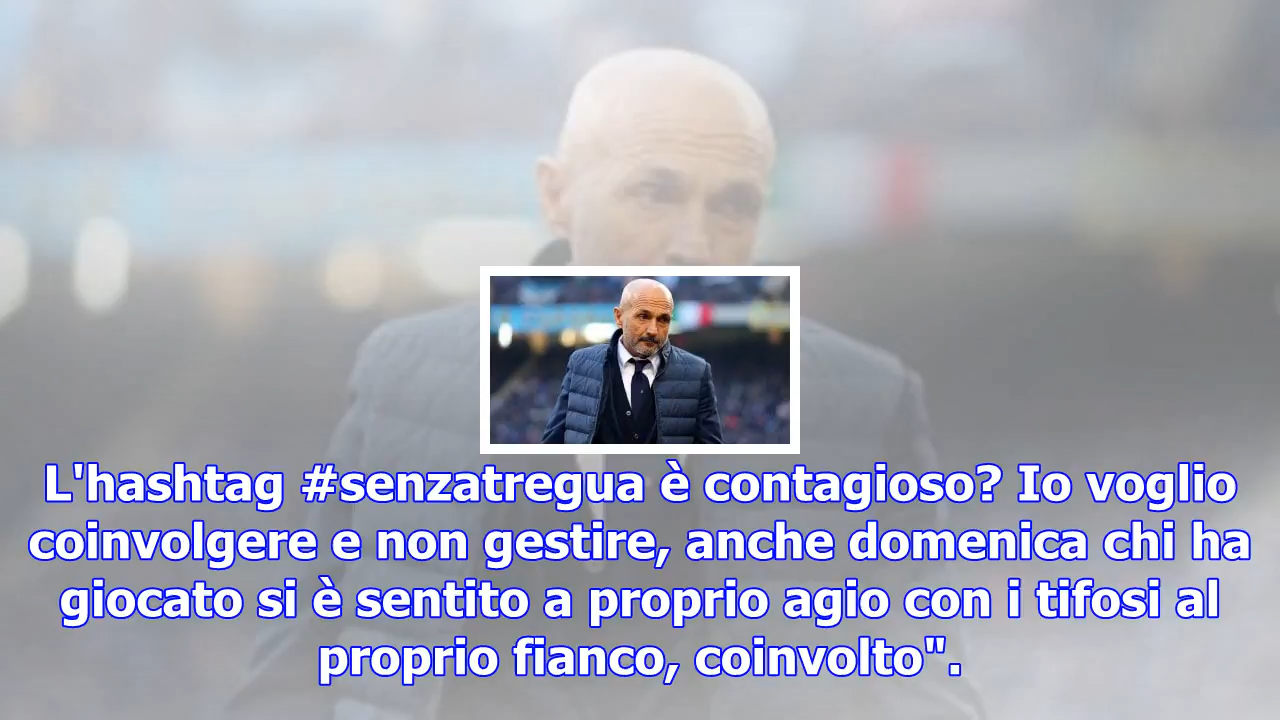 L'hashtag #senzatregua è contagioso? Io voglio
coinvolgere e non gestire, anche domenica chi ha
giocato si è sentito a proprio agio con i tifosi al
proprio fianco, coinvolto".